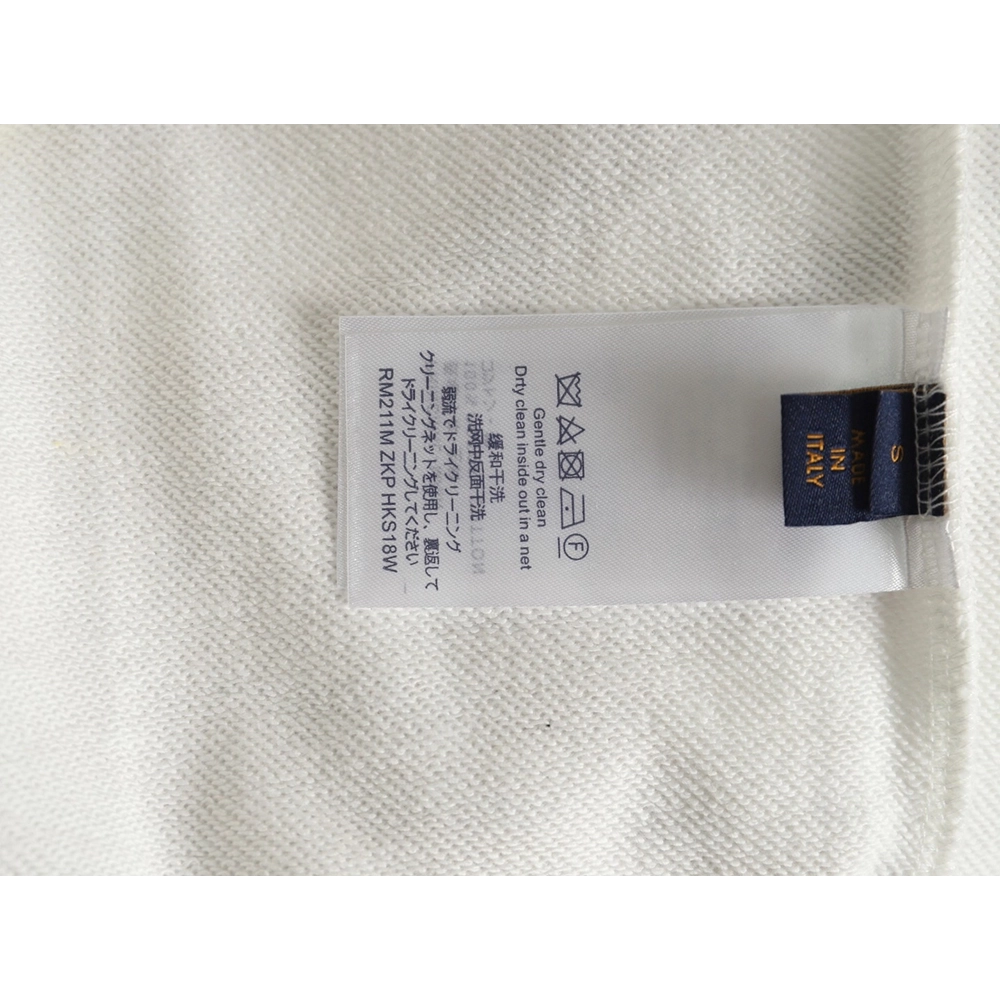 S
MADE
IN
ITALY
F
Gentle dry clean
Drty clean inside out in a net
缓和干洗
洗网中反面干洗
弱流でドライクリーニング
クリーニングネットを使用し、裏返して
ドライクリーニングしてください
RM211M ZKP HKS18W